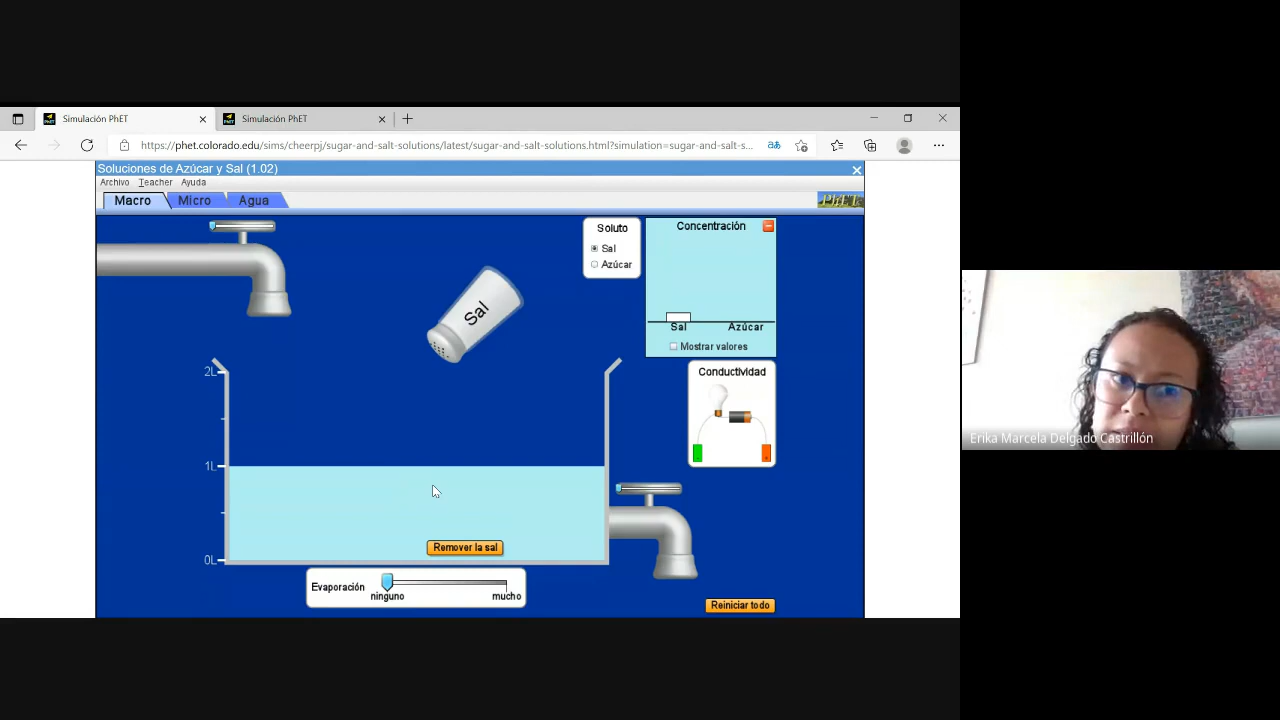 Simulación PhET
Simulación PhET
https://phet.colorado.edu/sims/cheerpj/sugar-and-salt-solutions/latest/sugar-and-salt-solutions.html?simulation=sugar-and-salt-s...
Soluciones de Azúcar y Sal (1.02)
Archivo Teacher Ayuda
Macro Micro Agua
PhET
Soluto
Sal
Azúcar
Concentración
Sal Azúcar
Mostrar valores
Sal
Conductividad
2L
1L
0L
Remover la sal
Evaporación
ninguno mucho
Reiniciar todo
Erika Marcela Delgado Castrillón